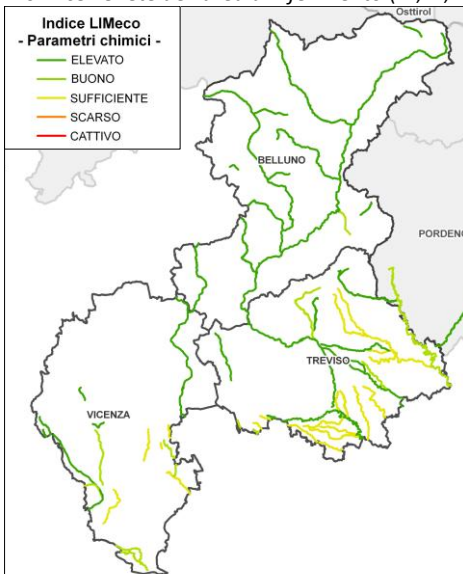 Osttirol
Indice LIMeco
- Parametri chimici -
ELEVATO
BUONO
SUFFICIENTE
SCARSO
CATTIVO
BELLUNO
PORDENO
TREVISO
VICENZA